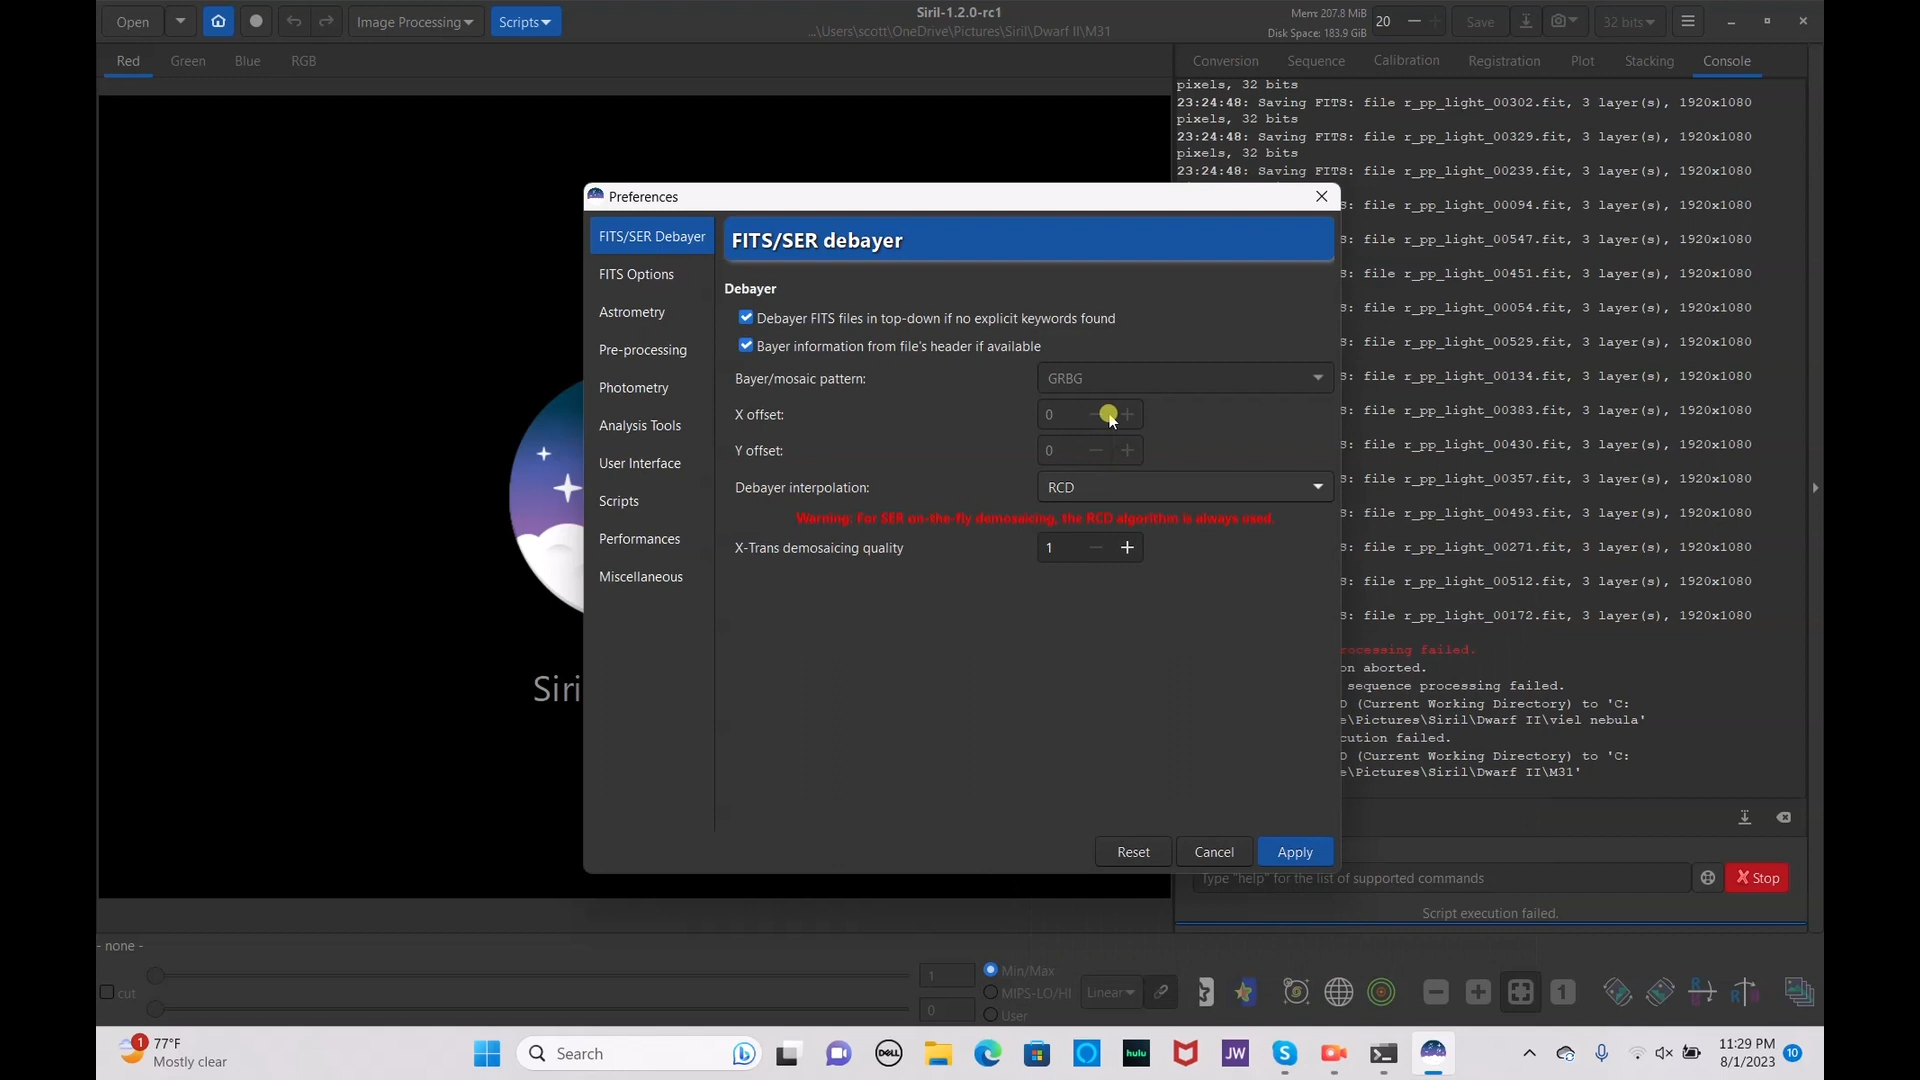 Open
Image Processing
Scripts
Siril-1.2.0-rc1
...\Users\scott\OneDrive\Pictures\Siril\Dwarf II\M31
Mem: 207.8 MiB
Disk Space: 183.9 GiB
20
Save
32 bits
Red
Green
Blue
RGB
Conversion
Sequence
Calibration
Registration
Plot
Stacking
Console
pixels, 32 bits
23:24:48: Saving FITS: file r_pp_light_00302.fit, 3 layer(s), 1920x1080
pixels, 32 bits
23:24:48: Saving FITS: file r_pp_light_00329.fit, 3 layer(s), 1920x1080
pixels, 32 bits
23:24:48: Saving FITS: file r_pp_light_00239.fit, 3 layer(s), 1920x1080
S: file r_pp_light_00094.fit, 3 layer(s), 1920x1080
S: file r_pp_light_00547.fit, 3 layer(s), 1920x1080
S: file r_pp_light_00451.fit, 3 layer(s), 1920x1080
S: file r_pp_light_00054.fit, 3 layer(s), 1920x1080
S: file r_pp_light_00529.fit, 3 layer(s), 1920x1080
S: file r_pp_light_00134.fit, 3 layer(s), 1920x1080
S: file r_pp_light_00383.fit, 3 layer(s), 1920x1080
S: file r_pp_light_00430.fit, 3 layer(s), 1920x1080
S: file r_pp_light_00357.fit, 3 layer(s), 1920x1080
S: file r_pp_light_00493.fit, 3 layer(s), 1920x1080
S: file r_pp_light_00271.fit, 3 layer(s), 1920x1080
S: file r_pp_light_00512.fit, 3 layer(s), 1920x1080
S: file r_pp_light_00172.fit, 3 layer(s), 1920x1080
ocessing failed.
on aborted.
sequence processing failed.
D (Current Working Directory) to 'C:
e\Pictures\Siril\Dwarf II\viel nebula'
cution failed.
D (Current Working Directory) to 'C:
e\Pictures\Siril\Dwarf II\M31'
Type "help" for the list of supported commands
Stop
Script execution failed.
Siri
Preferences
FITS/SER Debayer
FITS Options
Astrometry
Pre-processing
Photometry
Analysis Tools
User Interface
Scripts
Performances
Miscellaneous
FITS/SER debayer
Debayer
Debayer FITS files in top-down if no explicit keywords found
Bayer information from file's header if available
Bayer/mosaic pattern:
GRBG
X offset:
0
Y offset:
0
Debayer interpolation:
RCD
Warning: For SER on-the-fly demosaicing, the RCD algorithm is always used.
X-Trans demosaicing quality
1
Reset
Cancel
Apply
- none -
cut
1
0
Min/Max
MIPS-LO/HI
User
Linear
1
R
R
1
77°F
Mostly clear
Search
DELL
hulu
JW
S
11:29 PM
8/1/2023
10